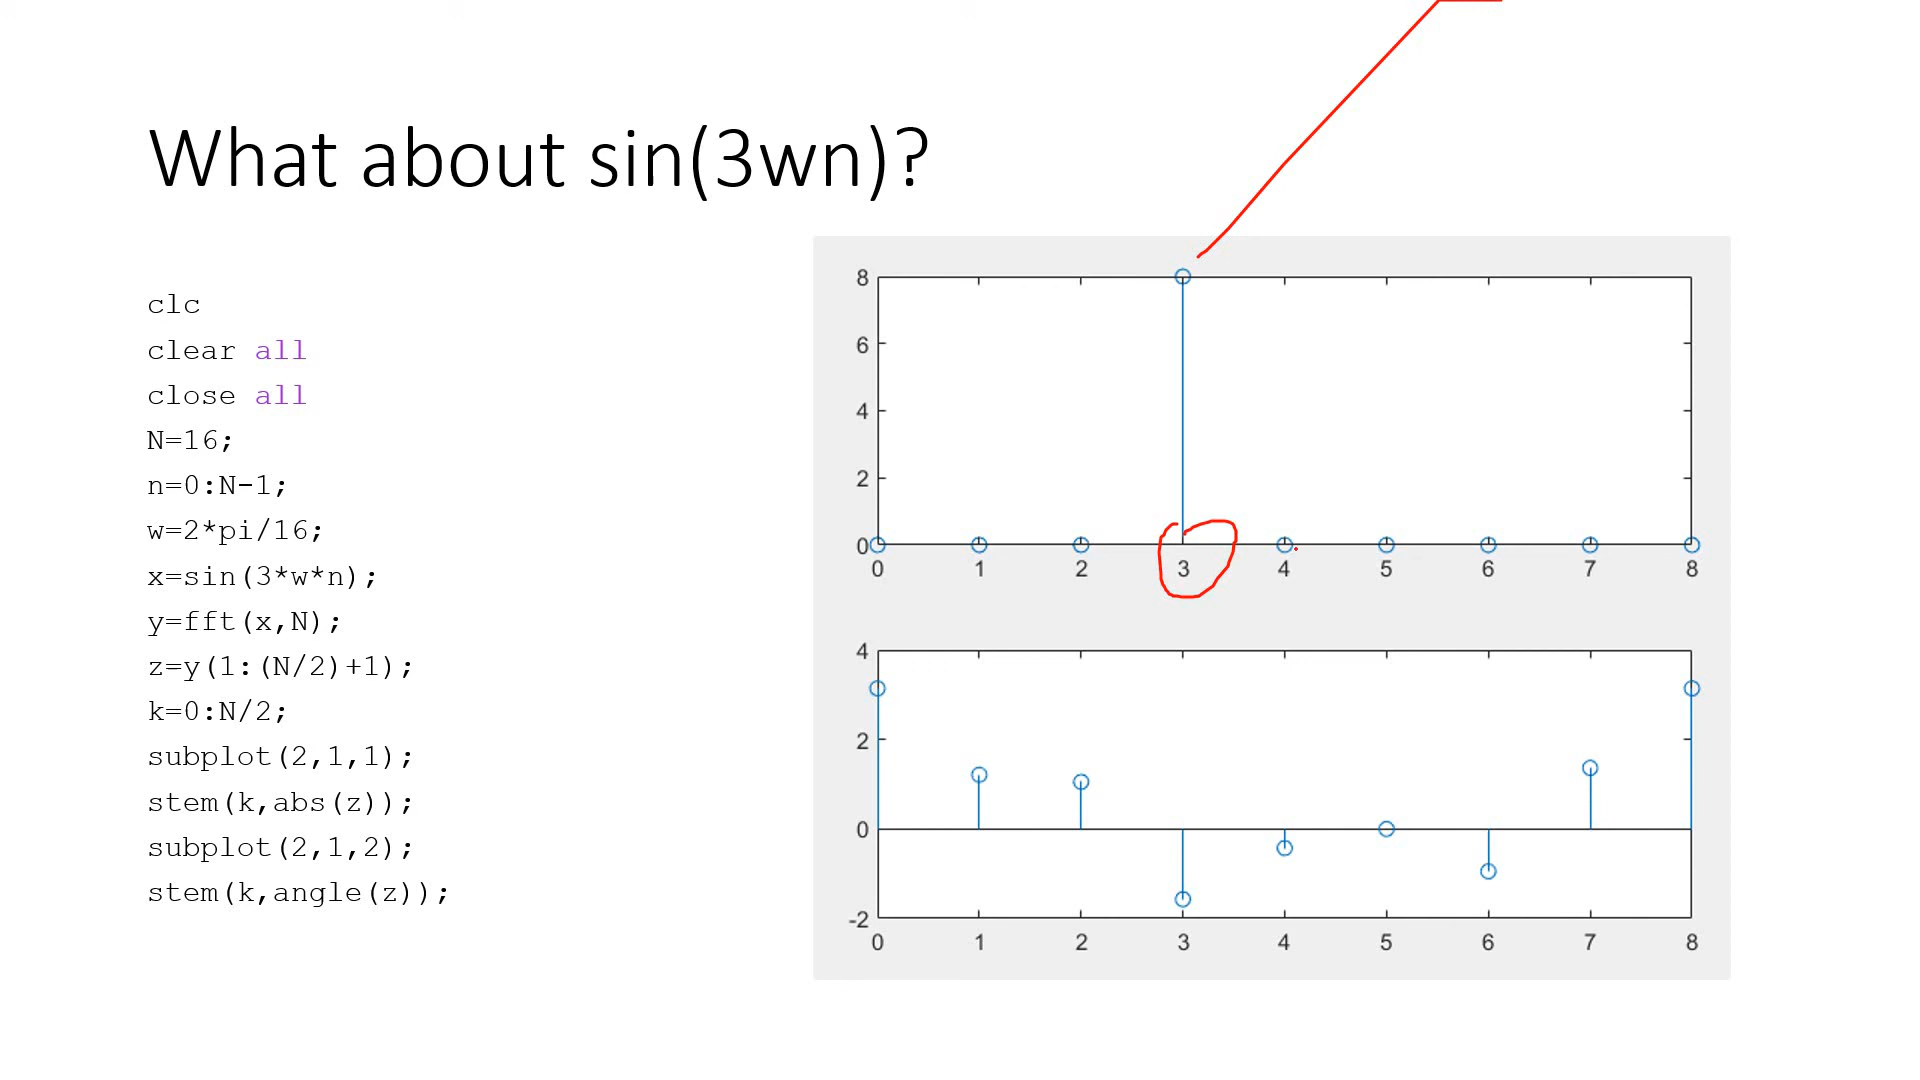 What about sin(3wn)?
clc
clear all
close all
N=16;
n=0:N-1;
w=2*pi/16;
x=sin(3*w*n);
y=fft(x,N);
z=y(1:(N/2)+1);
k=0:N/2;
subplot(2,1,1);
stem(k,abs(z));
subplot(2,1,2);
stem(k,angle(z));
8
6
4
2
0
0 1 2 3 4 5 6 7 8
4
2
0
-2
0 1 2 3 4 5 6 7 8